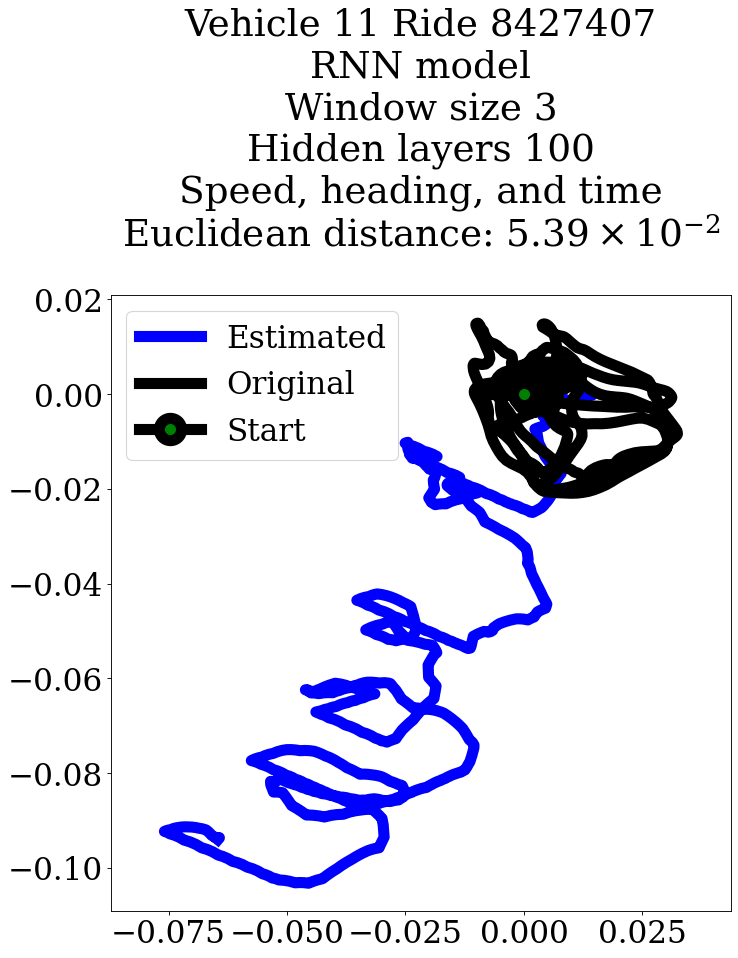 Vehicle 11 Ride 8427407
RNN model
Window size 3
Hidden layers 100
Speed, heading, and time
Euclidean distance: 5.39 × 10⁻²
0.02
0.00
−0.02
−0.04
−0.06
−0.08
−0.10
Estimated
Original
Start
−0.075 −0.050 −0.025 0.000 0.025